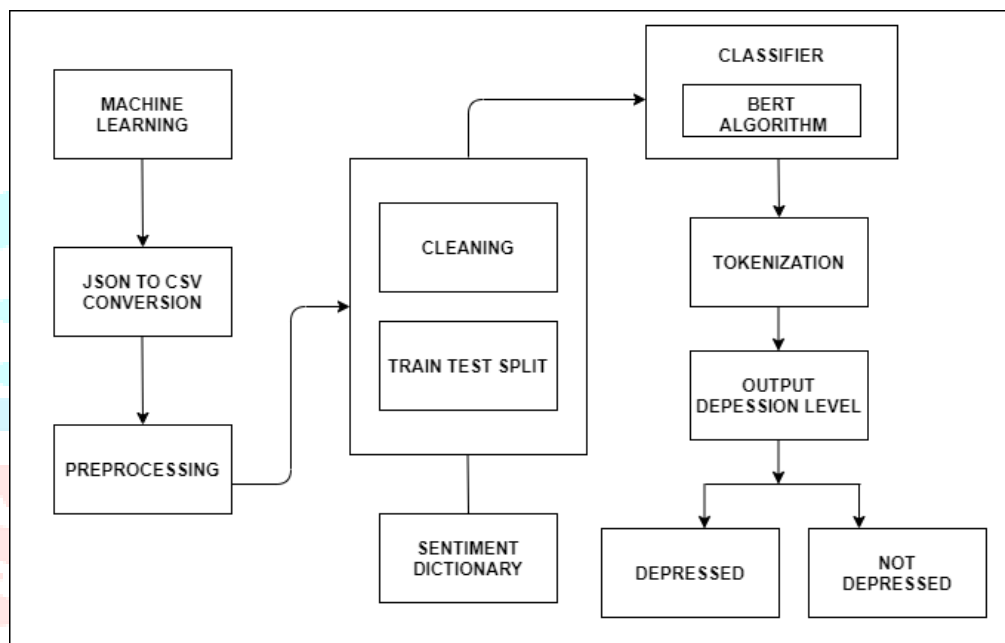 MACHINE
LEARNING
JSON TO CSV
CONVERSION
PREPROCESSING
CLEANING
TRAIN TEST SPLIT
SENTIMENT
DICTIONARY
CLASSIFIER
BERT
ALGORITHM
TOKENIZATION
OUTPUT
DEPESSION LEVEL
DEPRESSED
NOT
DEPRESSED